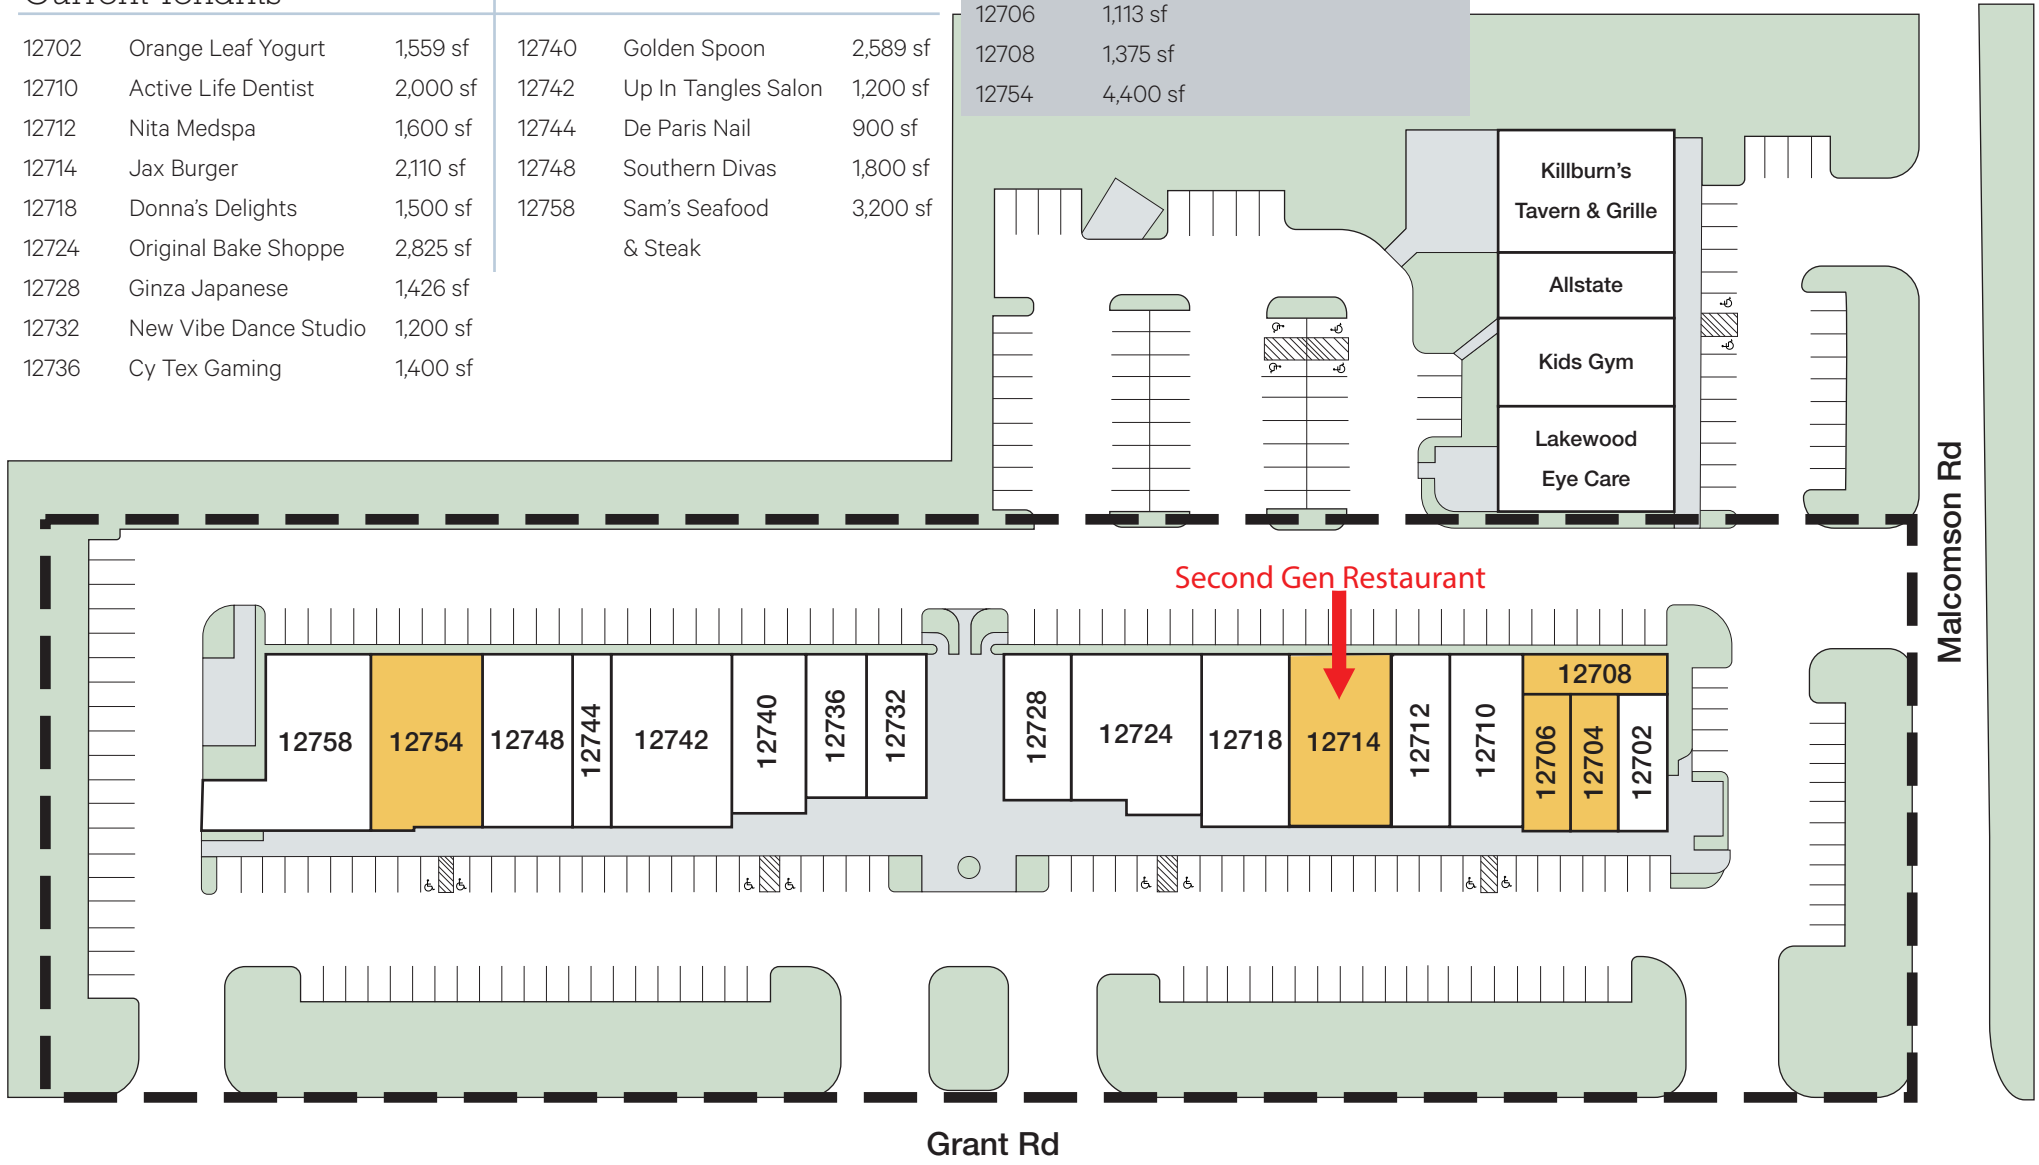 Current Tenants
12702 Orange Leaf Yogurt 1,559 sf
12710 Active Life Dentist 2,000 sf
12712 Nita Medspa 1,600 sf
12714 Jax Burger 2,110 sf
12718 Donna's Delights 1,500 sf
12724 Original Bake Shoppe 2,825 sf
12728 Ginza Japanese 1,426 sf
12732 New Vibe Dance Studio 1,200 sf
12736 Cy Tex Gaming 1,400 sf
12740 Golden Spoon 2,589 sf
12742 Up In Tangles Salon 1,200 sf
12744 De Paris Nail 900 sf
12748 Southern Divas 1,800 sf
12758 Sam's Seafood 3,200 sf
& Steak
12706 1,113 sf
12708 1,375 sf
12754 4,400 sf
Killburn's
Tavern & Grille
Allstate
Kids Gym
Lakewood
Eye Care
Malcomson Rd
Second Gen Restaurant
12758
12754
12748
12744
12742
12740
12736
12732
12728
12724
12718
12714
12712
12710
12708
12706
12704
12702
Grant Rd